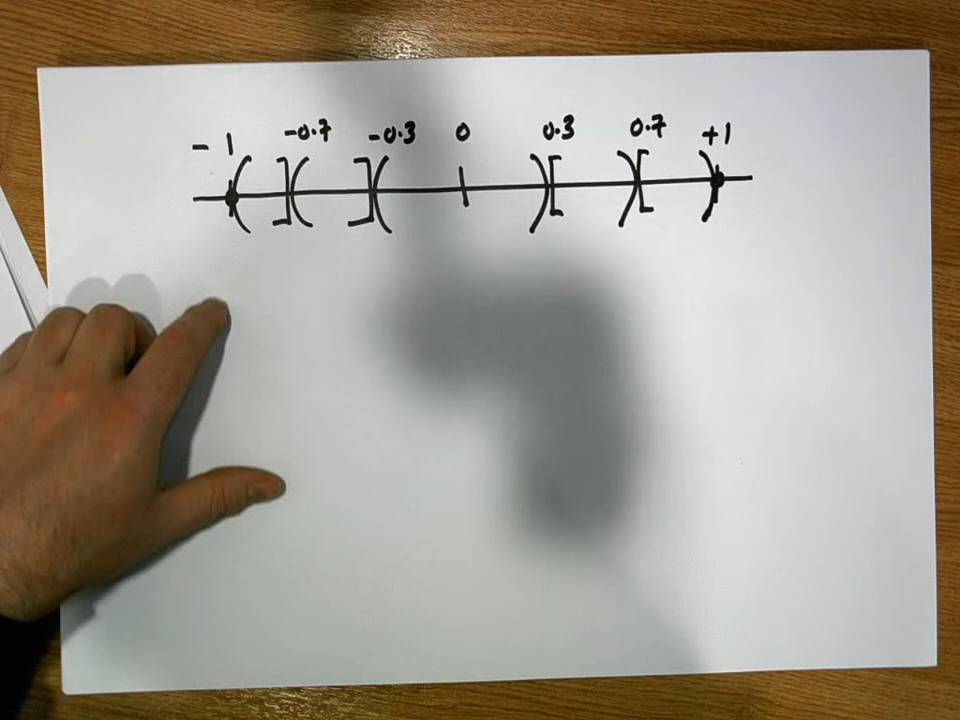 - 1 -0.7 -0.3 0 0.3 0.7 +1
( ]( ]( )[ )[ )